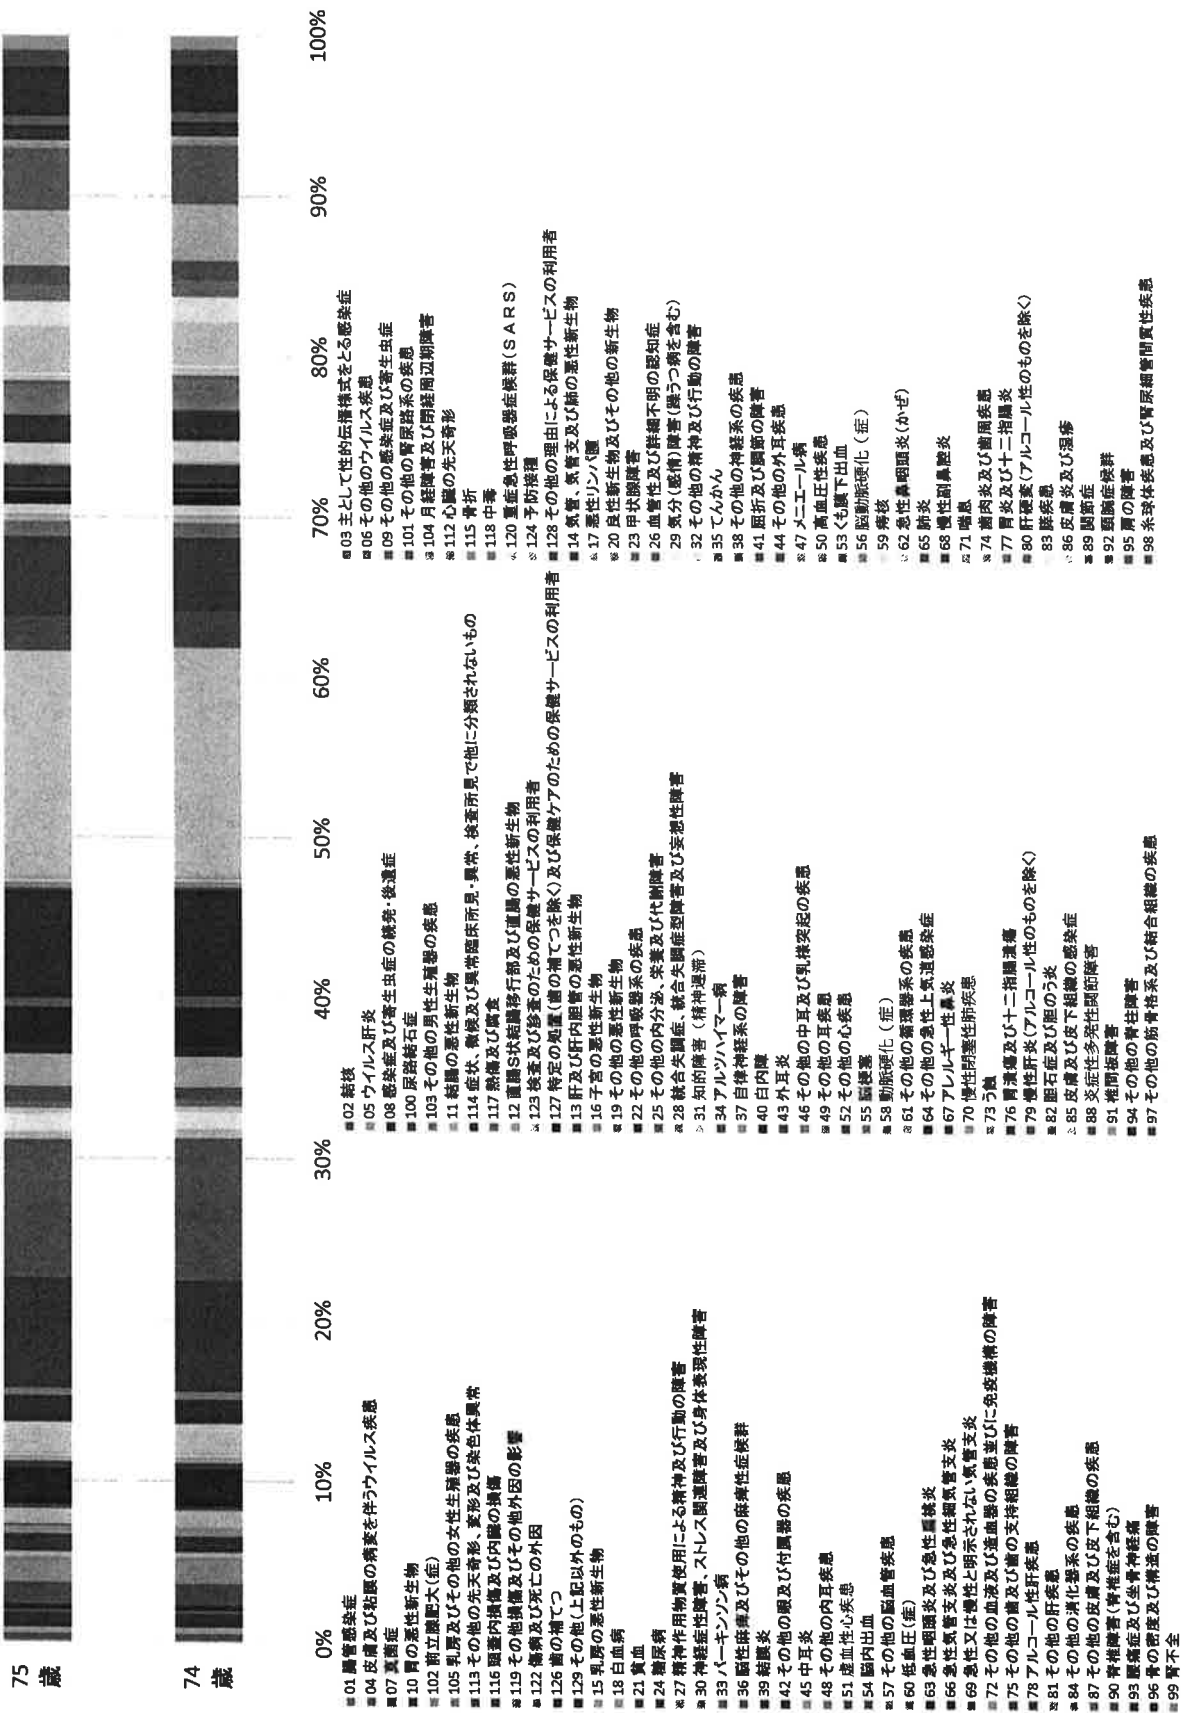 75
歳
74
歳
0%
10%
20%
30%
40%
50%
60%
70%
80%
90%
100%
01 腸管感染症
02 結核
03 主として性的伝播様式をとる感染症
04 皮膚及び粘膜の病変を伴うウイルス疾患
05 ウイルス肝炎
06 その他のウイルス疾患
07 真菌症
08 感染症及び寄生虫症の続発・後遺症
09 その他の感染症及び寄生虫症
10 胃の悪性新生物
100 尿路結石症
101 その他の腎尿路系の疾患
102 前立腺肥大(症)
103 その他の男性生殖器の疾患
104 月経障害及び閉経周辺期障害
105 乳房及びその他の女性生殖器の疾患
11 結腸の悪性新生物
112 心臓の先天奇形
113 その他の先天奇形、変形及び染色体異常
114 症状、徴候及び異常臨床所見・異常、検査所見で他に分類されないもの
115 骨折
116 頭蓋内損傷及び内臓の損傷
117 熱傷及び腐食
118 中毒
119 その他の損傷及びその他外因の影響
12 直腸S状結腸移行部及び直腸の悪性新生物
120 重症急性呼吸器症候群(SARS)
122 傷病及び死亡の外因
123 検査及び診査のための保健サービスの利用者
124 予防接種
126 歯の補てつ
127 特定の処置(歯の補てつを除く)及び保健ケアのための保健サービスの利用者
128 その他の理由による保健サービスの利用者
129 その他(上記以外のもの)
13 肝及び肝内胆管の悪性新生物
14 気管、気管支及び肺の悪性新生物
15 乳房の悪性新生物
16 子宮の悪性新生物
17 悪性リンパ腫
18 白血病
19 その他の悪性新生物
20 良性新生物及びその他の新生物
21 貧血
22 その他の呼吸器系の疾患
23 甲状腺障害
24 糖尿病
25 その他の内分泌、栄養及び代謝障害
26 血管性及び詳細不明の認知症
27 精神作用物質使用による精神及び行動の障害
28 統合失調症、統合失調症型障害及び妄想性障害
29 気分(感情)障害(躁うつ病を含む)
30 神経症性障害、ストレス関連障害及び身体表現性障害
31 知的障害(精神遅滞)
32 その他の精神及び行動の障害
33 パーキンソン病
34 アルツハイマー病
35 てんかん
36 脳性麻痺及びその他の麻痺性症候群
37 自律神経系の障害
38 その他の神経系の疾患
39 結膜炎
40 白内障
41 屈折及び調節の障害
42 その他の眼及び付属器の疾患
43 外耳炎
44 その他の外耳疾患
45 中耳炎
46 その他の中耳及び乳様突起の疾患
47 メニエール病
48 その他の内耳疾患
49 その他の耳疾患
50 高血圧性疾患
51 虚血性心疾患
52 その他の心疾患
53 くも膜下出血
54 脳内出血
55 脳梗塞
56 脳動脈硬化(症)
57 その他の脳血管疾患
58 動脈硬化(症)
59 痔核
60 低血圧(症)
61 その他の循環器系の疾患
62 急性鼻咽頭炎(かぜ)
63 急性咽頭炎及び急性扁桃炎
64 その他の急性上気道感染症
65 肺炎
66 急性気管支炎及び急性細気管支炎
67 アレルギー性鼻炎
68 慢性副鼻腔炎
69 急性又は慢性と明示されない気管支炎
70 慢性閉塞性肺疾患
71 喘息
72 その他の血液及び造血器の疾患並びに免疫機構の障害
73 う蝕
74 歯肉炎及び歯周疾患
75 その他の歯及び歯の支持組織の障害
76 胃潰瘍及び十二指腸潰瘍
77 胃炎及び十二指腸炎
78 アルコール性肝疾患
79 慢性肝炎(アルコール性のものを除く)
80 肝硬変(アルコール性のものを除く)
81 その他の肝疾患
82 胆石症及び胆のう炎
83 膵疾患
84 その他の消化器系の疾患
85 皮膚及び皮下組織の感染症
86 皮膚炎及び湿疹
87 その他の皮膚及び皮下組織の疾患
88 炎症性多発性関節障害
89 関節症
90 脊椎障害(脊椎症を含む)
91 椎間板障害
92 頸腕症候群
93 腰痛症及び坐骨神経痛
94 その他の脊柱障害
95 肩の障害
96 骨の密度及び構造の障害
97 その他の筋骨格系及び結合組織の疾患
98 糸球体疾患及び腎尿細管間質性疾患
99 腎不全